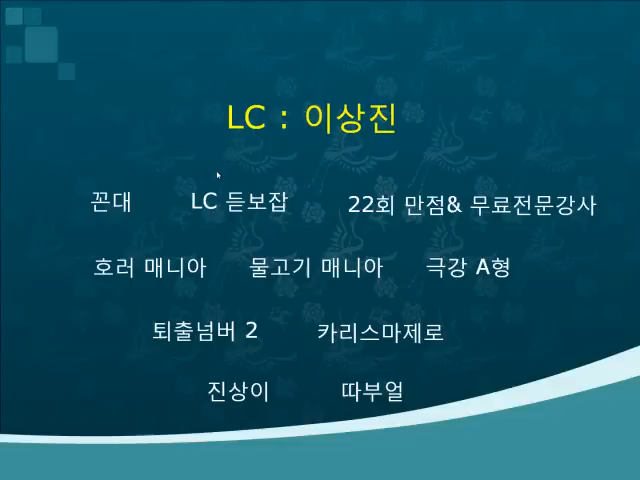 LC : 이상진
꼰대 LC 듣보잡 22회 만점& 무료전문강사
호러 매니아 물고기 매니아 극강 A형
퇴출넘버 2 카리스마제로
진상이 따부얼